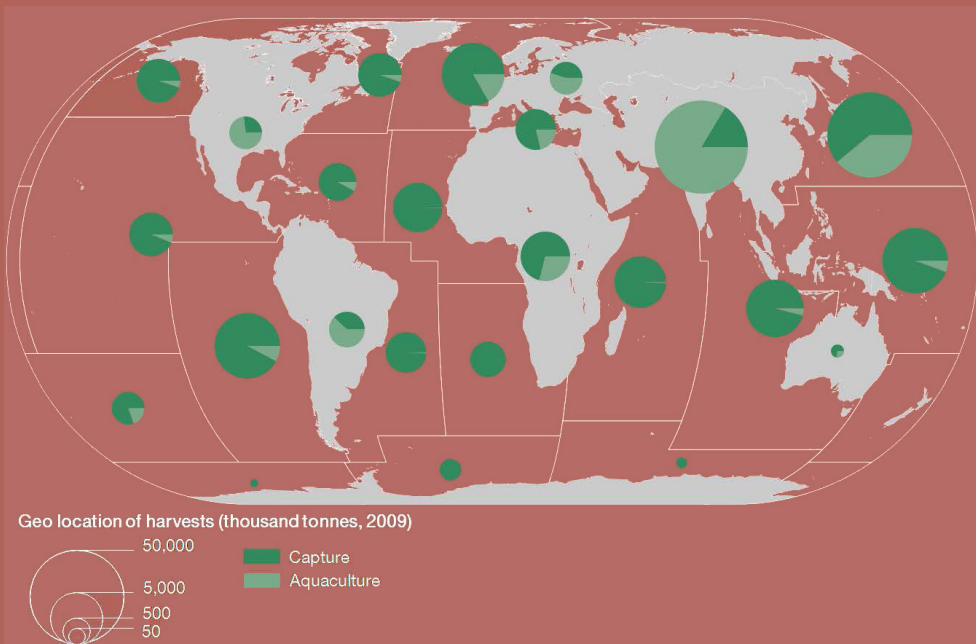 Geo location of harvests (thousand tonnes, 2009)
50,000
5,000
500
50
Capture
Aquaculture